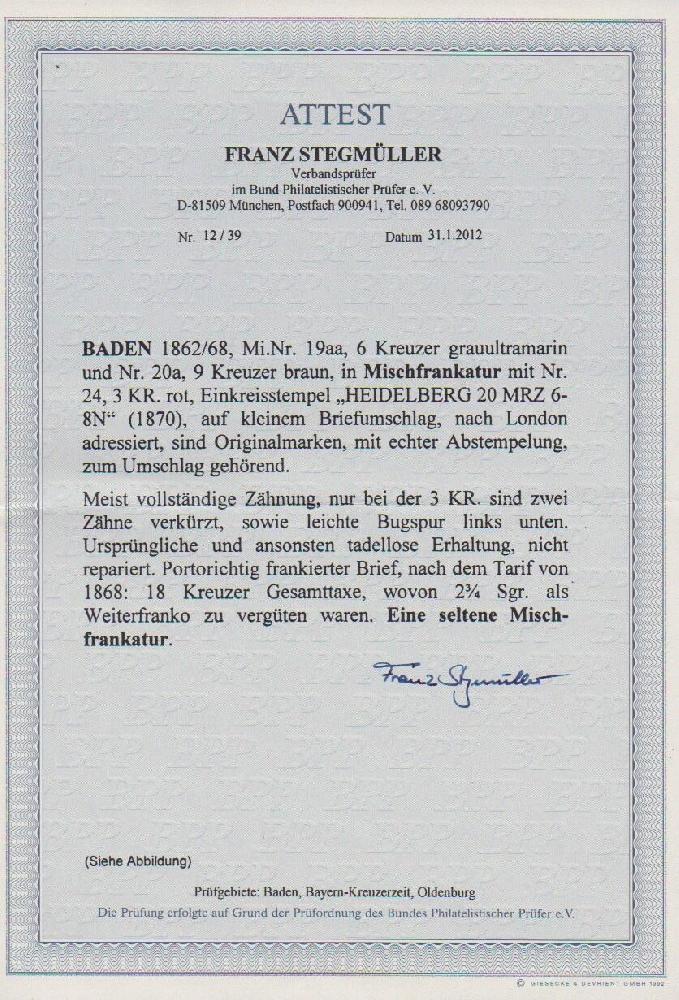 ATTEST
FRANZ STEGMÜLLER
Verbandsprüfer
im Bund Philatelistischer Prüfer e. V.
D-81509 München, Postfach 900941, Tel. 089 68093790
Nr. 12 / 39 Datum 31.1.2012
BADEN 1862/68, Mi.Nr. 19aa, 6 Kreuzer grauultramarin
und Nr. 20a, 9 Kreuzer braun, in Mischfrankatur mit Nr.
24, 3 KR. rot, Einkreisstempel „HEIDELBERG 20 MRZ 6-
8N“ (1870), auf kleinem Briefumschlag, nach London
adressiert, sind Originalmarken, mit echter Abstempelung,
zum Umschlag gehörend.
Meist vollständige Zähnung, nur bei der 3 KR. sind zwei
Zähne verkürzt, sowie leichte Bugspur links unten.
Ursprüngliche und ansonsten tadellose Erhaltung, nicht
repariert. Portorichtig frankierter Brief, nach dem Tarif von
1868: 18 Kreuzer Gesamttaxe, wovon 2¾ Sgr. als
Weiterfranko zu vergüten waren. Eine seltene Misch-
frankatur.
Franz Stegmüller
(Siehe Abbildung)
Prüfgebiete: Baden, Bayern-Kreuzerzeit, Oldenburg
Die Prüfung erfolgte auf Grund der Prüfordnung des Bundes Philatelistischer Prüfer e.V.
© GIESECKE & DEVRIENT GMBH 1992